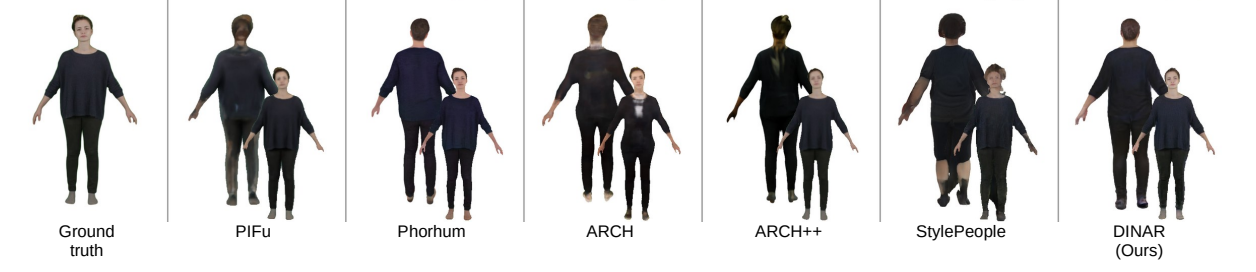 Ground
truth
PIFu
Phorhum
ARCH
ARCH++
StylePeople
DINAR
(Ours)